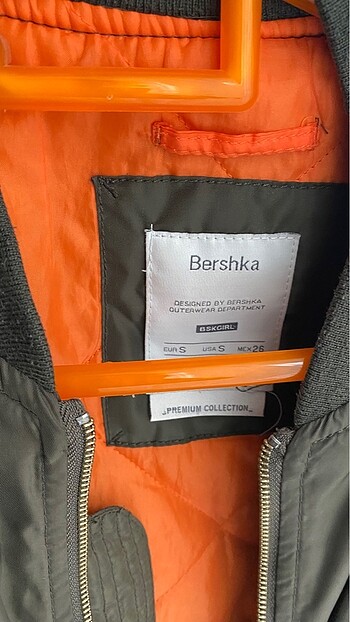 Bershka
DESIGNED BY BERSHKA
OUTERWEAR DEPARTMENT
BSKGIRL
EUR S USA S MEX 26
PREMIUM COLLECTION